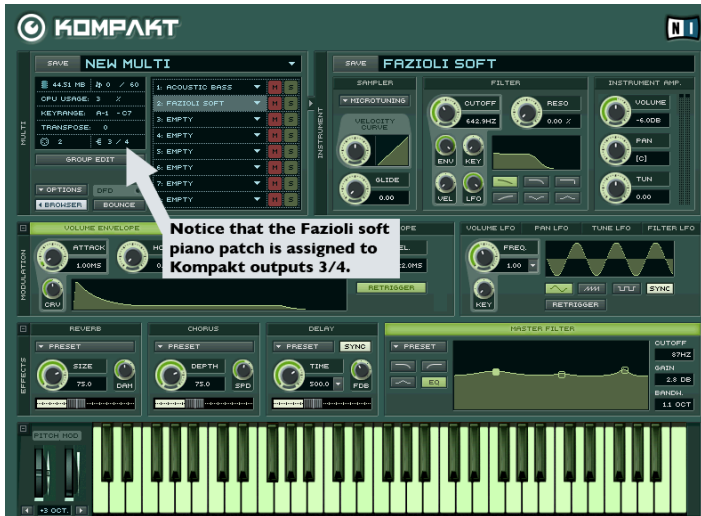 KOMPAKT
NI
SAVE NEW MULTI
SAVE FAZIOLI SOFT
MULTI
44.51 MB 0 / 60
CPU USAGE: 3 %
KEYRANGE: A-1 - C7
TRANSPOSE: 0
2 3 / 4
GROUP EDIT
OPTIONS DFD
BROWSER BOUNCE
1: ACOUSTIC BASS M S
2: FAZIOLI SOFT M S
3: EMPTY M S
4: EMPTY M S
5: EMPTY M S
6: EMPTY M S
7: EMPTY M S
EMPTY M S
INSTRUMENT
SAMPLER
MICROTUNING
VELOCITY
CURVE
GLIDE
0.00
FILTER
CUTOFF
642.9HZ
RESO
0.00 %
ENV KEY
VEL LFO
INSTRUMENT AMP.
VOLUME
-6.0DB
PAN
[C]
TUN
0.00
Notice that the Fazioli soft
piano patch is assigned to
Kompakt outputs 3/4.
MODULATION
VOLUME ENVELOPE
ATTACK
1.00MS
CRV
RETRIGGER
VOLUME LFO PAN LFO TUNE LFO FILTER LFO
FREQ.
1.00
KEY
SYNC
RETRIGGER
EFFECTS
REVERB
PRESET
SIZE
75.0
DAM
CHORUS
PRESET
DEPTH
75.0
SPD
DELAY
PRESET SYNC
TIME
500.0
FDB
MASTER FILTER
PRESET
EQ
CUTOFF
87HZ
GAIN
2.8 DB
BANDW.
1.1 OCT
PITCH MOD
+3 OCT.